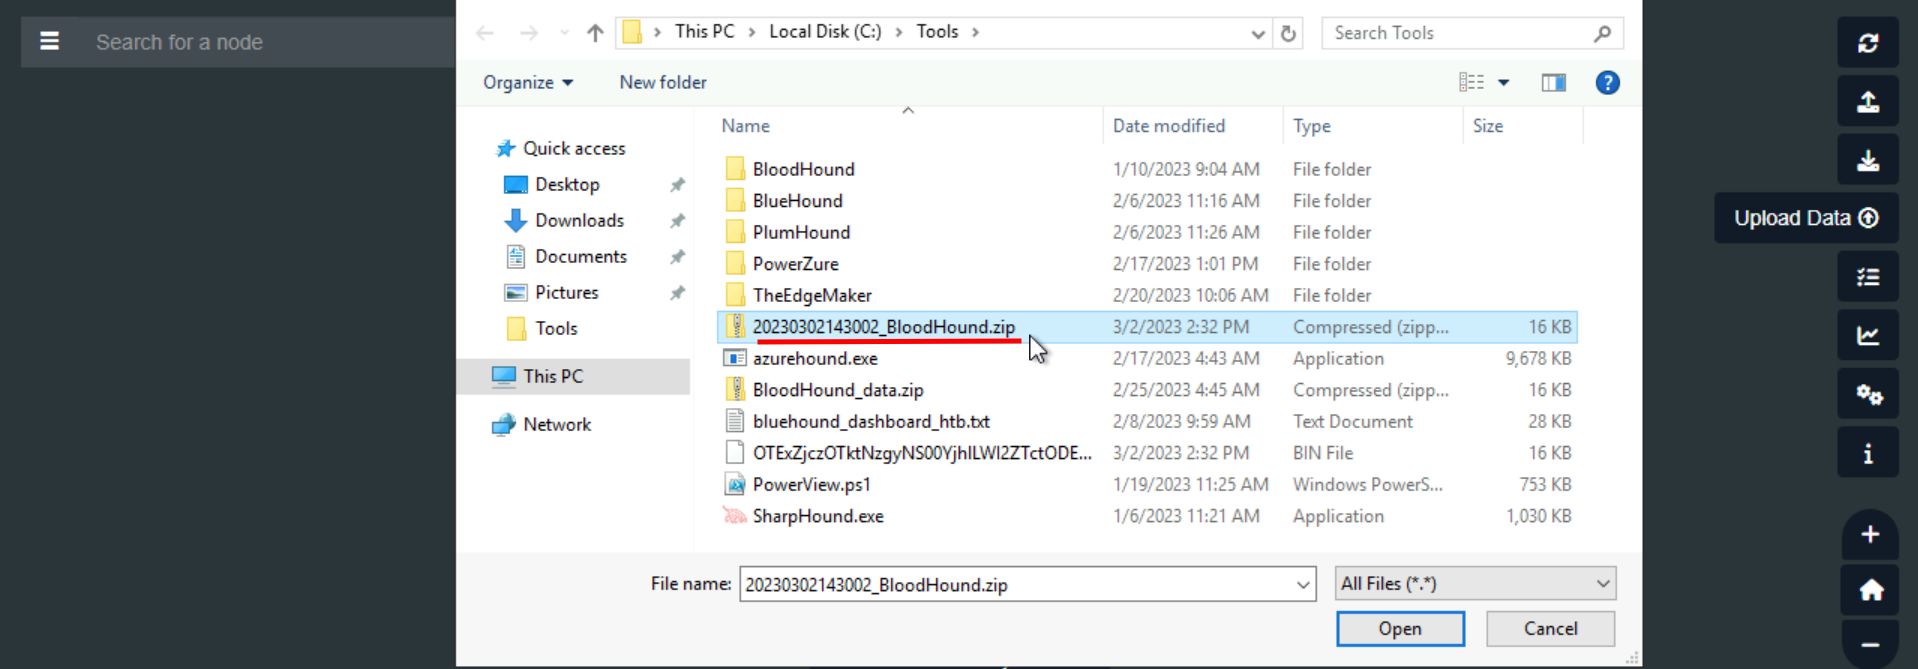 Search for a node
This PC > Local Disk (C:) > Tools >
Search Tools
Organize
New folder
?
Name
Date modified
Type
Size
Quick access
Desktop
Downloads
Documents
Pictures
Tools
This PC
Network
BloodHound 1/10/2023 9:04 AM File folder
BlueHound 2/6/2023 11:16 AM File folder
PlumHound 2/6/2023 11:26 AM File folder
PowerZure 2/17/2023 1:01 PM File folder
TheEdgeMaker 2/20/2023 10:06 AM File folder
20230302143002_BloodHound.zip 3/2/2023 2:32 PM Compressed (zipp... 16 KB
azurehound.exe 2/17/2023 4:43 AM Application 9,678 KB
BloodHound_data.zip 2/25/2023 4:45 AM Compressed (zipp... 16 KB
bluehound_dashboard_htb.txt 2/8/2023 9:59 AM Text Document 28 KB
3/2/2023 2:32 PM BIN File 16 KB
PowerView.ps1 1/19/2023 11:25 AM Windows PowerS... 753 KB
SharpHound.exe 1/6/2023 11:21 AM Application 1,030 KB
File name: 20230302143002_BloodHound.zip
All Files (*.*)
Open
Cancel
Upload Data